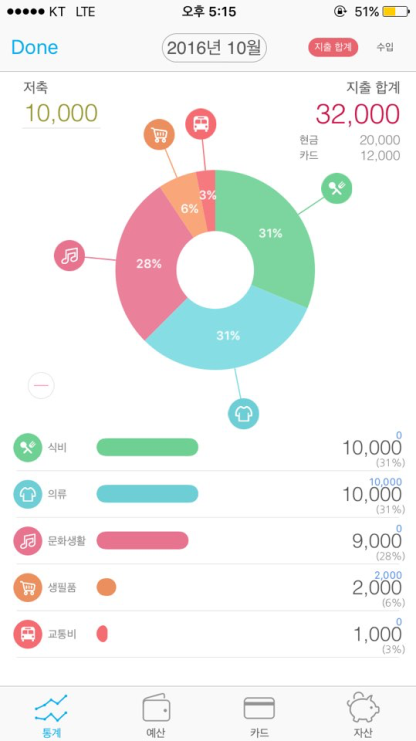 KT LTE 오후 5:15 51%
Done 2016년 10월 지출 합계 수입
저축 지출 합계
10,000 32,000
현금 20,000
카드 12,000
3%
6%
31%
28%
31%
0
식비 10,000
(31%)
10,000
의류 10,000
(31%)
0
문화생활 9,000
(28%)
2,000
생필품 2,000
(6%)
0
교통비 1,000
(3%)
통계 예산 카드 자산